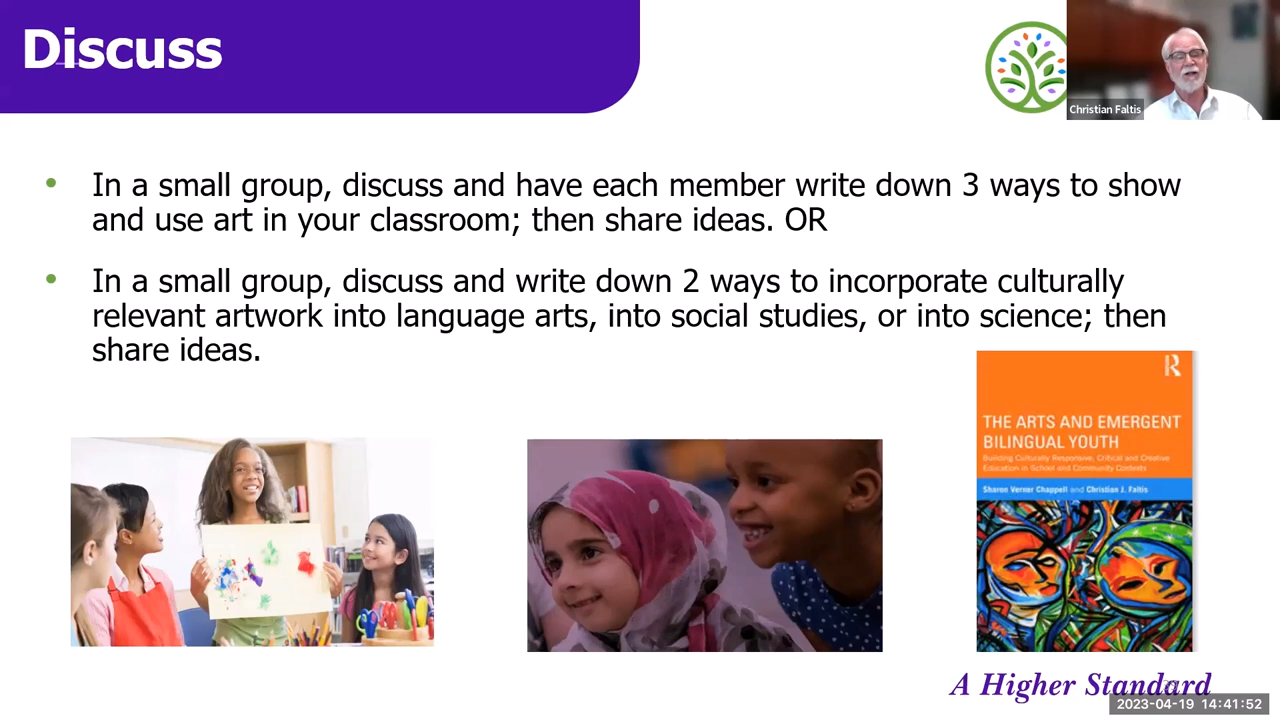 Discuss
Christian Faltis
• In a small group, discuss and have each member write down 3 ways to show
and use art in your classroom; then share ideas. OR
• In a small group, discuss and write down 2 ways to incorporate culturally
relevant artwork into language arts, into social studies, or into science; then
share ideas.
R
THE ARTS AND EMERGENT
BILINGUAL YOUTH
Building Culturally Responsive, Critical and Creative
Education in School and Community Contexts
Sharon Verner Chappell and Christian J. Faltis
A Higher Standard
2023-04-19 14:41:52